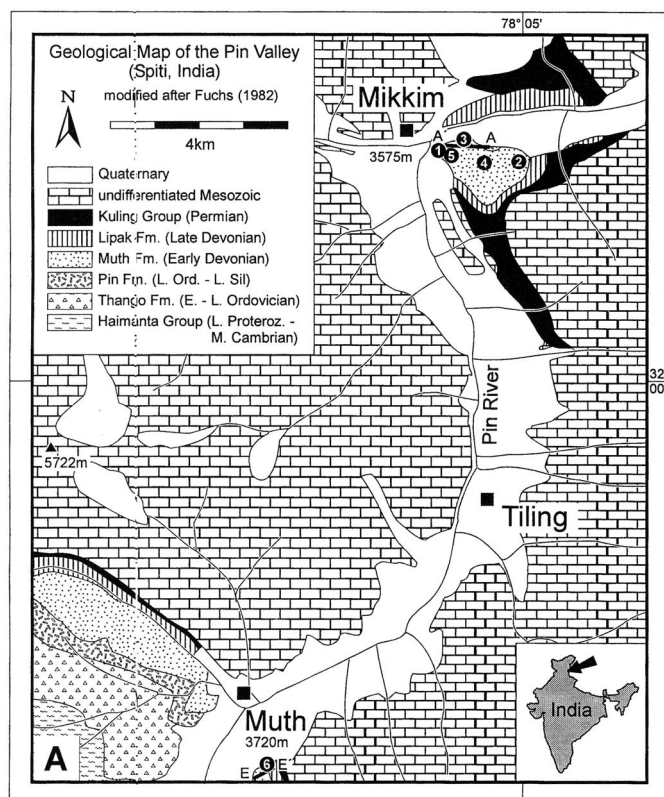 78° 05'
Geological Map of the Pin Valley
(Spiti, India)
modified after Fuchs (1982)
N
4km
Quaternary
undifferentiated Mesozoic
Kuling Group (Permian)
Lipak Fm. (Late Devonian)
Muth Fm. (Early Devonian)
Pin Fm. (L. Ord. - L. Sil)
Thango Fm. (E. - L. Ordovician)
Haimanta Group (L. Proteroz. -
M. Cambrian)
Mikkim
3575m
A
A
3
1
5
4
2
32
00
Pin River
5722m
Tiling
Muth
3720m
E
6
E'
India
A